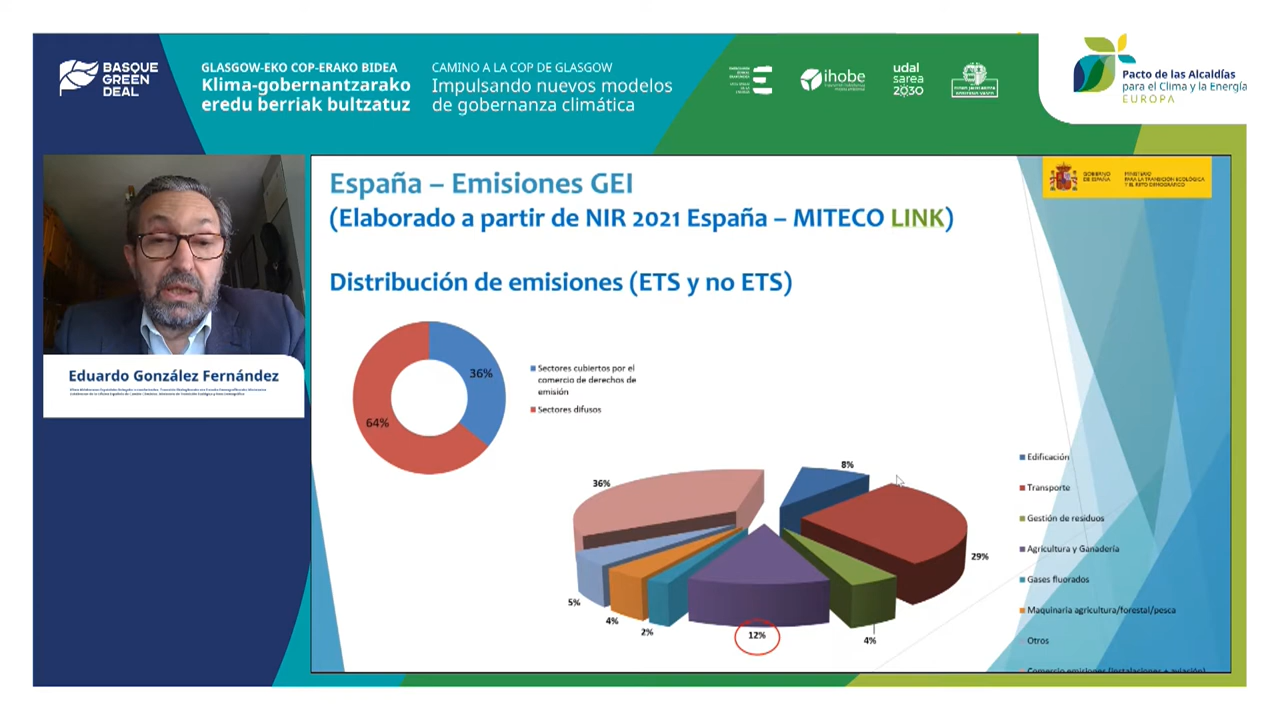 BASQUE
GREEN
DEAL
GLASGOW-EKO COP-ERAKO BIDEA
Klima-gobernantzarako
eredu berriak bultzatuz
CAMINO A LA COP DE GLASGOW
Impulsando nuevos modelos
de gobernanza climática
ihobe
udal
sarea
2030
Pacto de las Alcaldías
para el Clima y la Energía
EUROPA
España – Emisiones GEI
(Elaborado a partir de NIR 2021 España – MITECO LINK)
GOBIERNO
DE ESPAÑA
MINISTERIO
PARA LA TRANSICIÓN ECOLÓGICA
Y EL RETO DEMOGRÁFICO
Distribución de emisiones (ETS y no ETS)
36%
64%
Sectores cubiertos por el
comercio de derechos de
emisión
Sectores difusos
Eduardo González Fernández
8%
36%
29%
5%
4%
2%
12%
4%
Edificación
Transporte
Gestión de residuos
Agricultura y Ganadería
Gases fluorados
Maquinaria agricultura/forestal/pesca
Otros
Comercio emisiones (instalaciones + aviación)